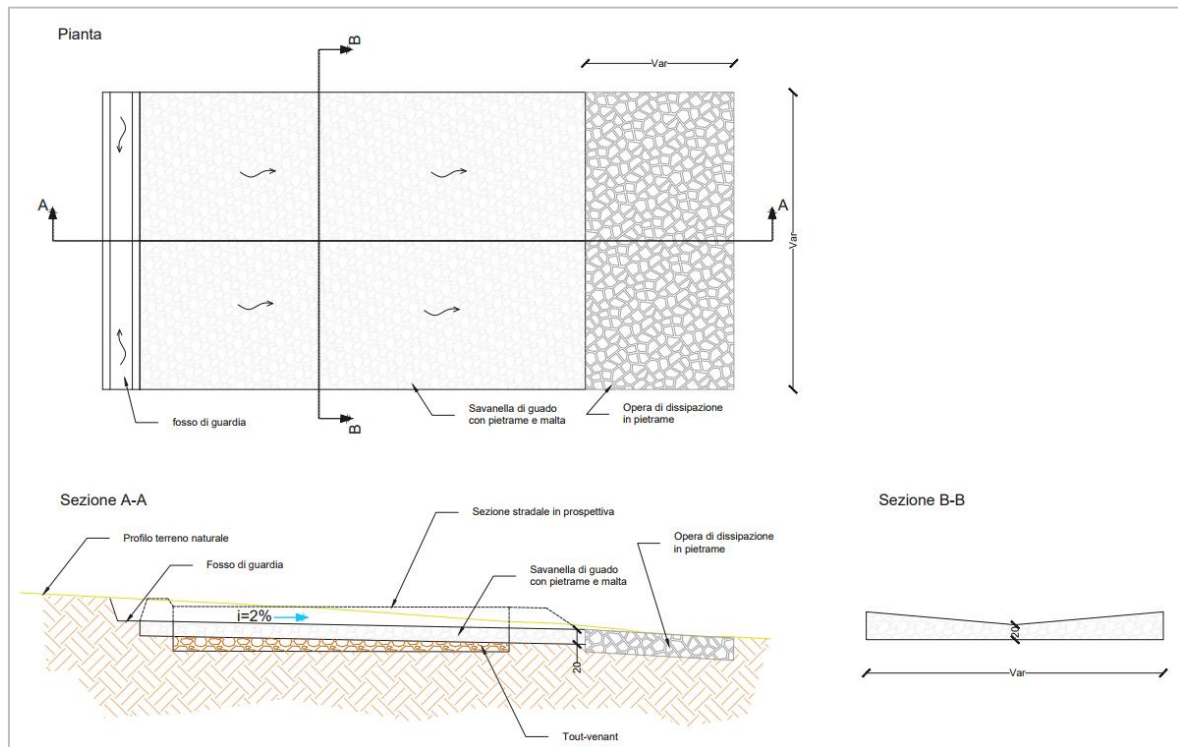 Pianta
B
Var
A
A
Var
B
fosso di guardia
Savanella di guado
con pietrame e malta
Opera di dissipazione
in pietrame
Sezione A-A
Sezione B-B
Sezione stradale in prospettiva
Profilo terreno naturale
Opera di dissipazione
in pietrame
Fosso di guardia
Savanella di guado
con pietrame e malta
i=2%
20
20
Var
Tout-venant